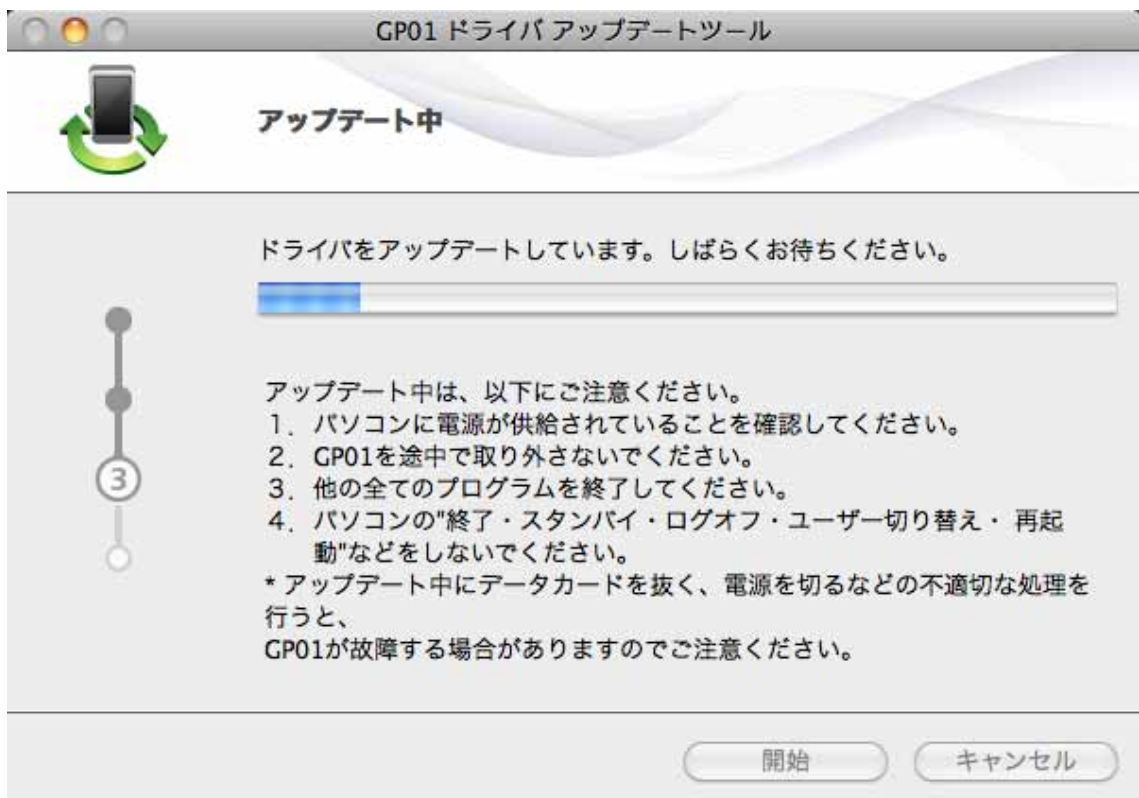 GP01 ドライバ アップデートツール
アップデート中
ドライバをアップデートしています。しばらくお待ちください。
アップデート中は、以下にご注意ください。
1. パソコンに電源が供給されていることを確認してください。
2. GP01を途中で取り外さないでください。
3. 他の全てのプログラムを終了してください。
4. パソコンの"終了・スタンバイ・ログオフ・ユーザー切り替え・ 再起
動"などをしないでください。
* アップデート中にデータカードを抜く、電源を切るなどの不適切な処理を
行うと、
GP01が故障する場合がありますのでご注意ください。
3
開始 キャンセル